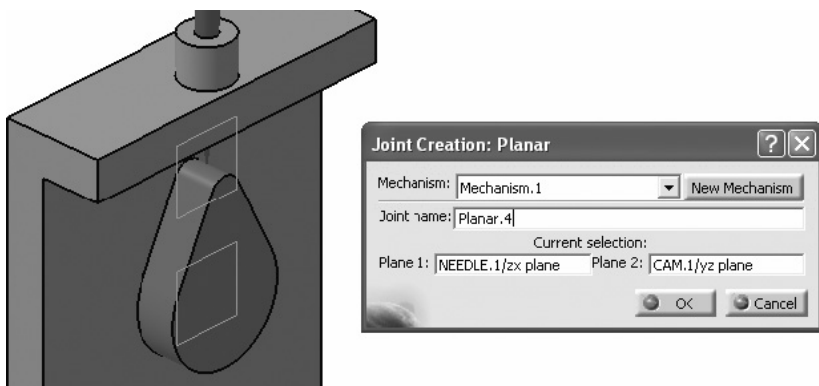 Joint Creation: Planar
Mechanism: Mechanism.1 New Mechanism
Joint name: Planar.4
Current selection:
Plane 1: NEEDLE.1/zx plane Plane 2: CAM.1/yz plane
OK Cancel